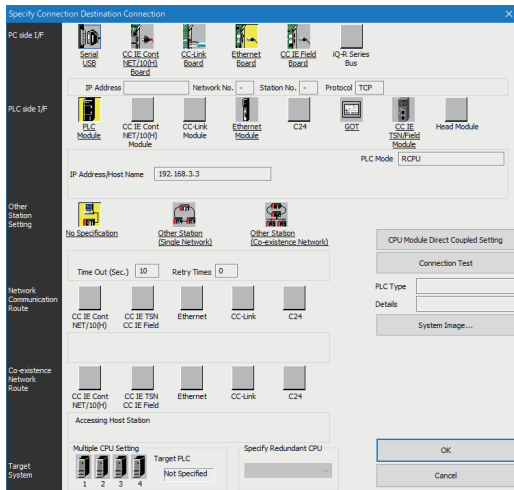 Specify Connection Destination Connection
PC side I/F
Serial USB
CC IE Cont NET/10(H) Board
CC-Link Board
Ethernet Board
CC IE Field Board
iQ-R Series Bus
IP Address
Network No. -
Station No. -
Protocol TCP
PLC side I/F
PLC Module
CC IE Cont NET/10(H) Module
CC-Link Module
Ethernet Module
C24
GOT
CC IE TSN/Field Module
Head Module
PLC Mode RCPU
IP Address/Host Name 192.168.3.3
Other Station Setting
No Specification
Other Station (Single Network)
Other Station (Co-existence Network)
CPU Module Direct Coupled Setting
Time Out (Sec.) 10
Retry Times 0
Connection Test
Network Communication Route
CC IE Cont NET/10(H)
CC IE TSN CC IE Field
Ethernet
CC-Link
C24
PLC Type
Details
System Image...
Co-existence Network Route
CC IE Cont NET/10(H)
CC IE TSN CC IE Field
Ethernet
CC-Link
C24
Accessing Host Station
Multiple CPU Setting
Specify Redundant CPU
Target PLC
Not Specified
1 2 3 4
Target System
OK
Cancel